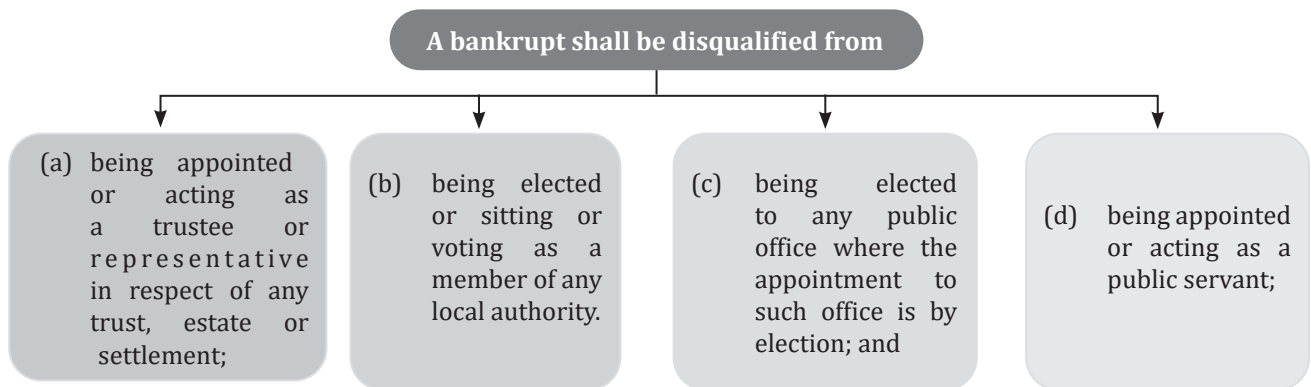 A bankrupt shall be disqualified from
(a) being appointed
or acting as
a trustee or
representative
in respect of any
trust, estate or
settlement;
(b) being elected
or sitting or
voting as a
member of any
local authority.
(c) being elected
to any public
office where the
appointment to
such office is by
election; and
(d) being appointed
or acting as a
public servant;